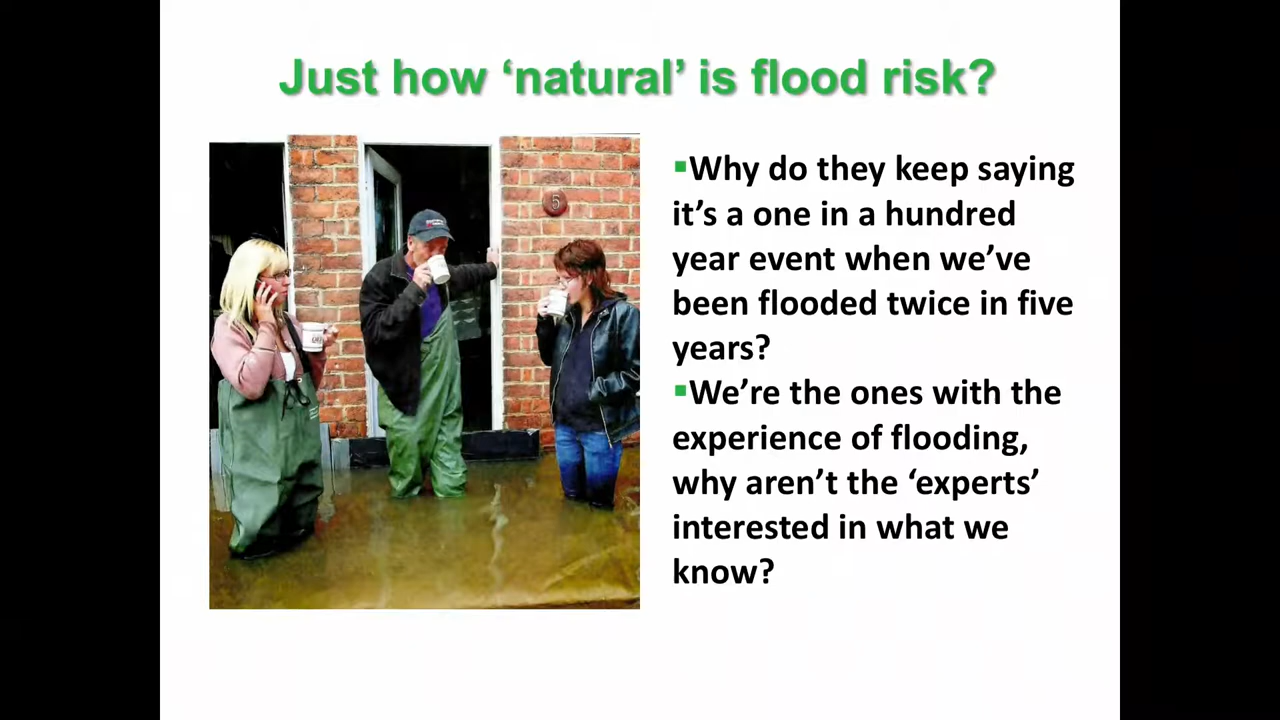 Just how ‘natural’ is flood risk?
5
▪Why do they keep saying
it’s a one in a hundred
year event when we’ve
been flooded twice in five
years?
▪We’re the ones with the
experience of flooding,
why aren’t the ‘experts’
interested in what we
know?